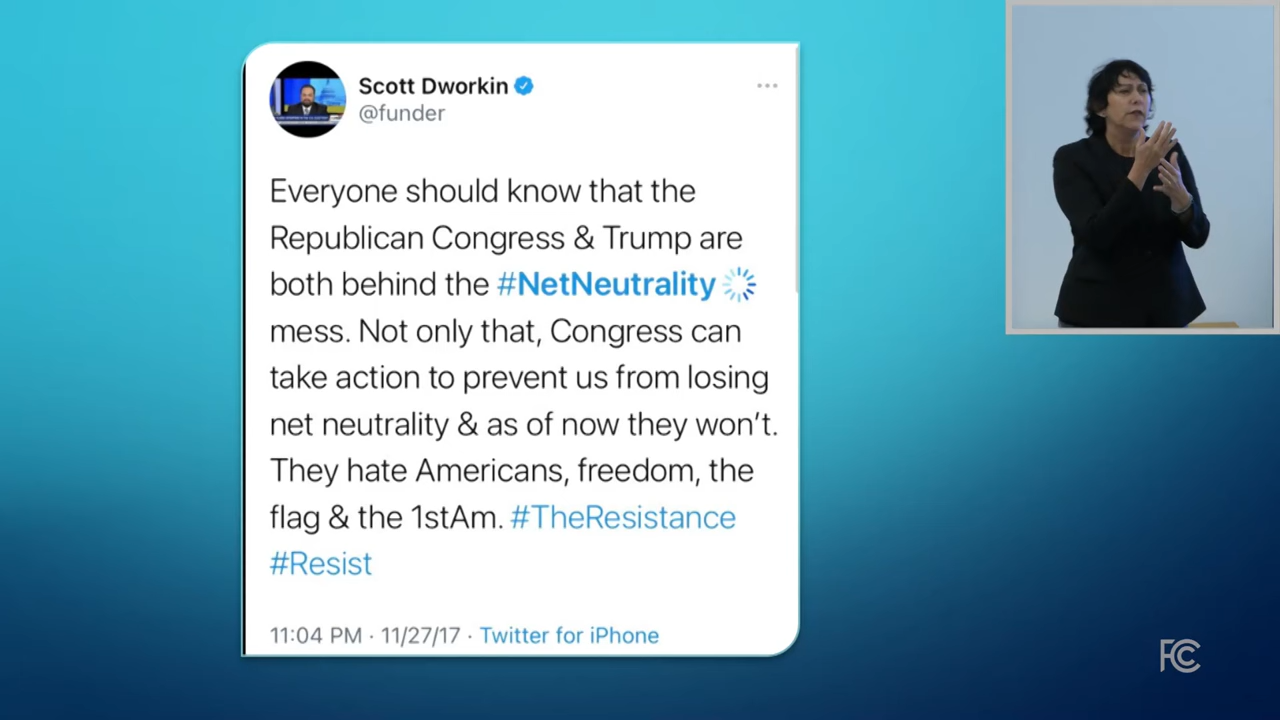 Scott Dworkin
@funder
Everyone should know that the
Republican Congress & Trump are
both behind the #NetNeutrality
mess. Not only that, Congress can
take action to prevent us from losing
net neutrality & as of now they won't.
They hate Americans, freedom, the
flag & the 1stAm. #TheResistance
#Resist
11:04 PM · 11/27/17 · Twitter for iPhone
FCC